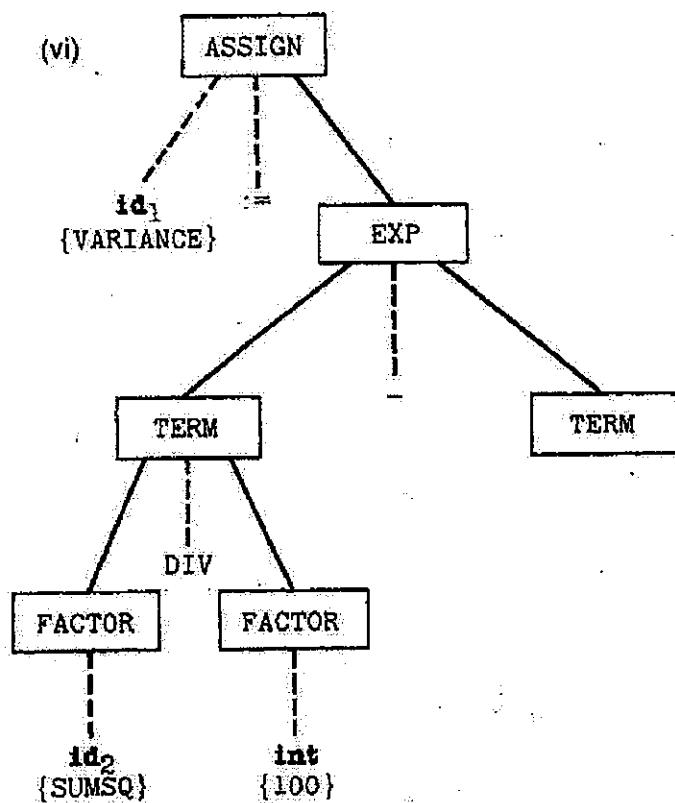 (vi)
ASSIGN
id1
:=
{VARIANCE}
EXP
TERM
-
TERM
DIV
FACTOR
FACTOR
id2
int
{SUMSQ}
{100}